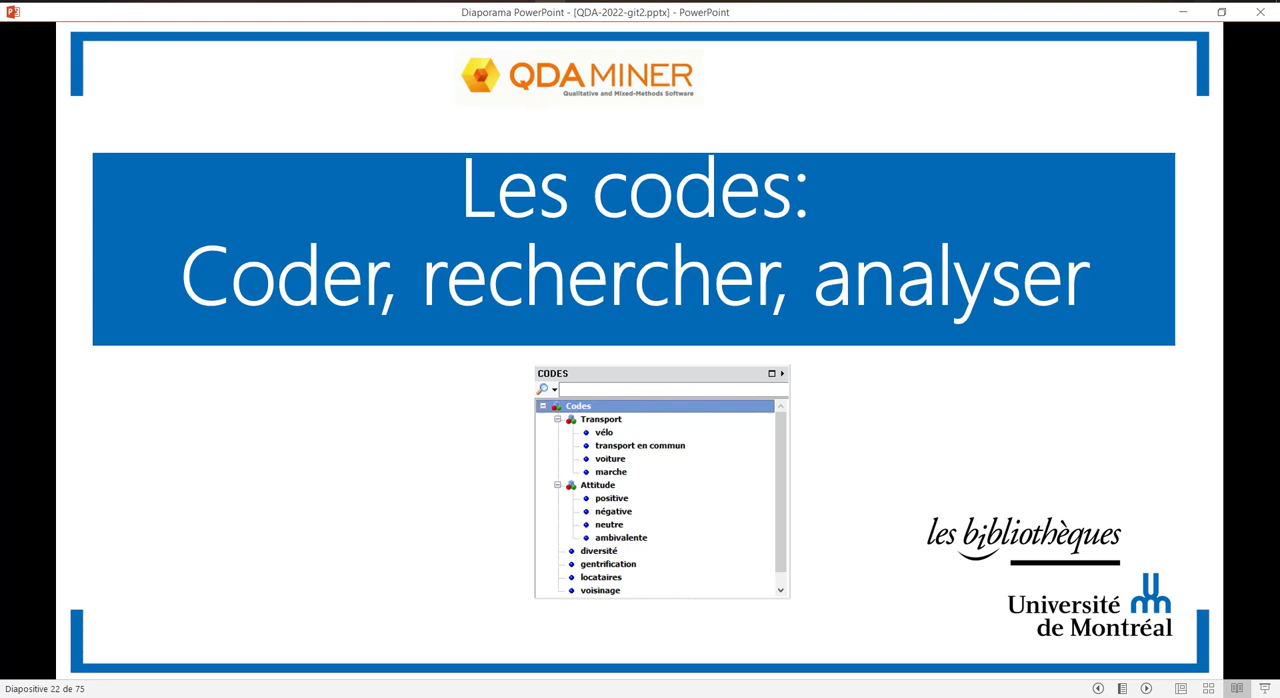 Diaporama PowerPoint - [QDA-2022-git2.pptx] - PowerPoint
QDA MINER
Qualitative and Mixed-Methods Software
Les codes:
Coder, rechercher, analyser
CODES
Codes
Transport
vélo
transport en commun
voiture
marche
Attitude
positive
négative
neutre
ambivalente
diversité
gentrification
locataires
voisinage
les bibliothèques
Université
de Montréal
Diapositive 22 de 75